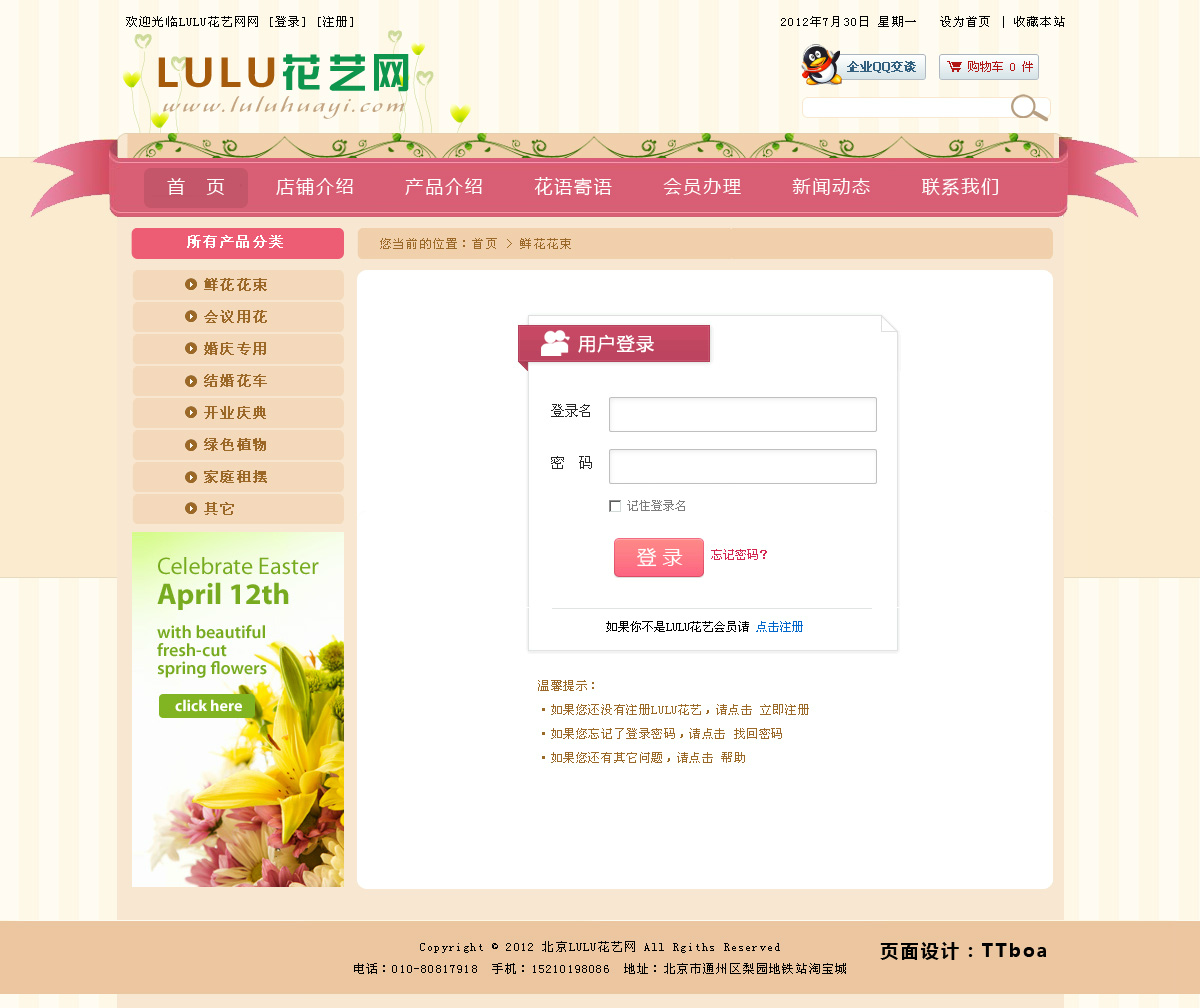 欢迎光临LULU花艺网网 [登录] [注册]
2012年7月30日 星期一 设为首页 | 收藏本站
LULU花艺网
www.luluhuayi.com
企业QQ交谈
购物车 0 件
首 页 店铺介绍 产品介绍 花语寄语 会员办理 新闻动态 联系我们
所有产品分类
鲜花花束
会议用花
婚庆专用
结婚花车
开业庆典
绿色植物
家庭租摆
其它
Celebrate Easter
April 12th
with beautiful
fresh-cut
spring flowers
click here
您当前的位置：首页 > 鲜花花束
用户登录
登录名
密 码
记住登录名
登 录 忘记密码?
如果你不是LULU花艺会员请 点击注册
温馨提示：
·如果您还没有注册LULU花艺，请点击 立即注册
·如果您忘记了登录密码，请点击 找回密码
·如果您还有其它问题，请点击 帮助
Copyright © 2012 北京LULU花艺网 All Rgiths Reserved
电话：010-80817918 手机：15210198086 地址：北京市通州区梨园地铁站淘宝城
页面设计：TTboa